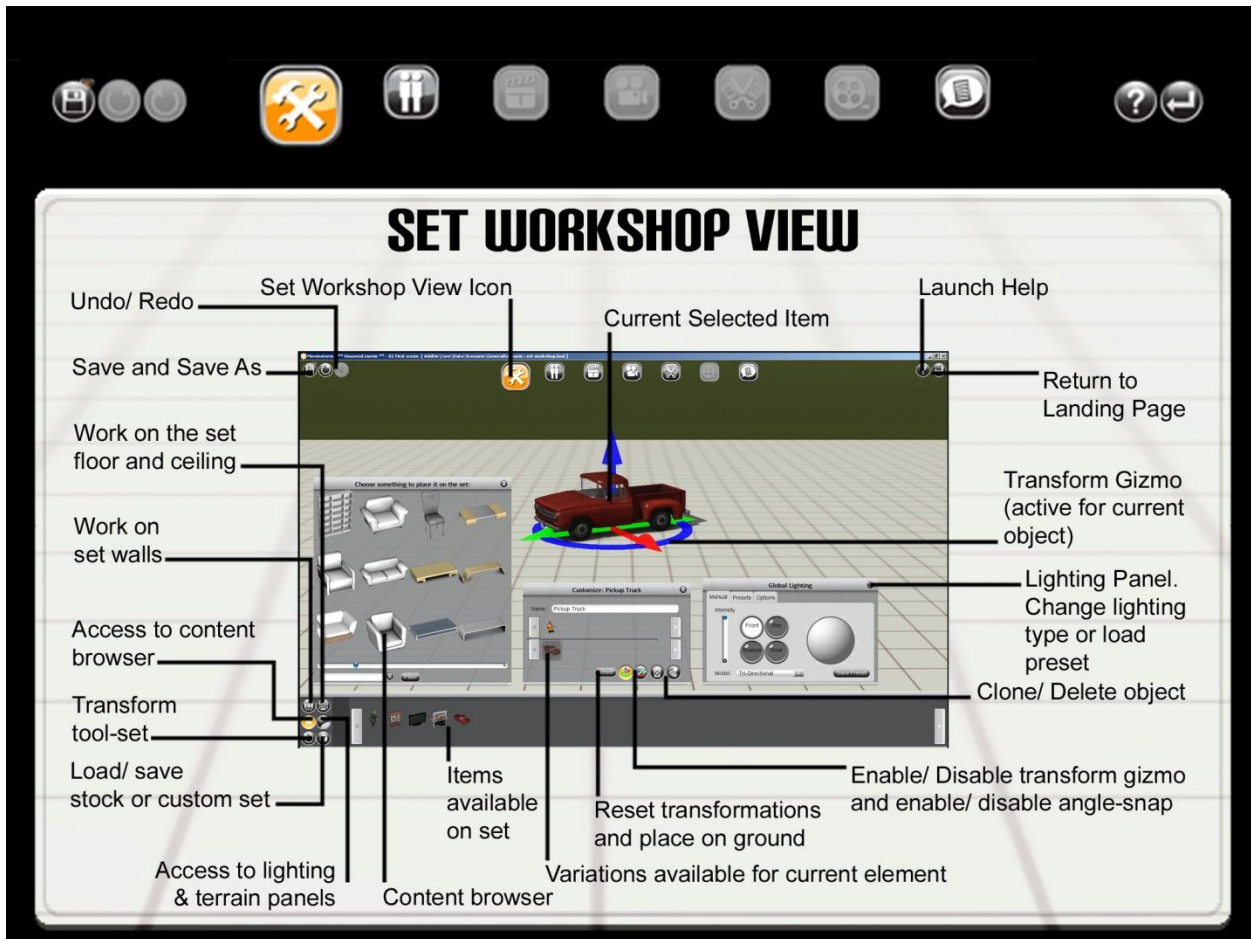 SET WORKSHOP VIEW
Undo/ Redo
Set Workshop View Icon
Launch Help
Current Selected Item
Save and Save As
Return to
Landing Page
Work on the set
floor and ceiling
Choose something to place it on the set:
Transform Gizmo
(active for current
object)
Work on
set walls
Customize: Pickup Truck
Name Pickup Truck
Global Lighting
Manual Presets Options
Intensity
Front
Model Tri-Directional
Lighting Panel.
Change lighting
type or load
preset
Access to content
browser
Clone/ Delete object
Transform
tool-set
Load/ save
stock or custom set
Items
available
on set
Enable/ Disable transform gizmo
and enable/ disable angle-snap
Reset transformations
and place on ground
Access to lighting
& terrain panels
Variations available for current element
Content browser